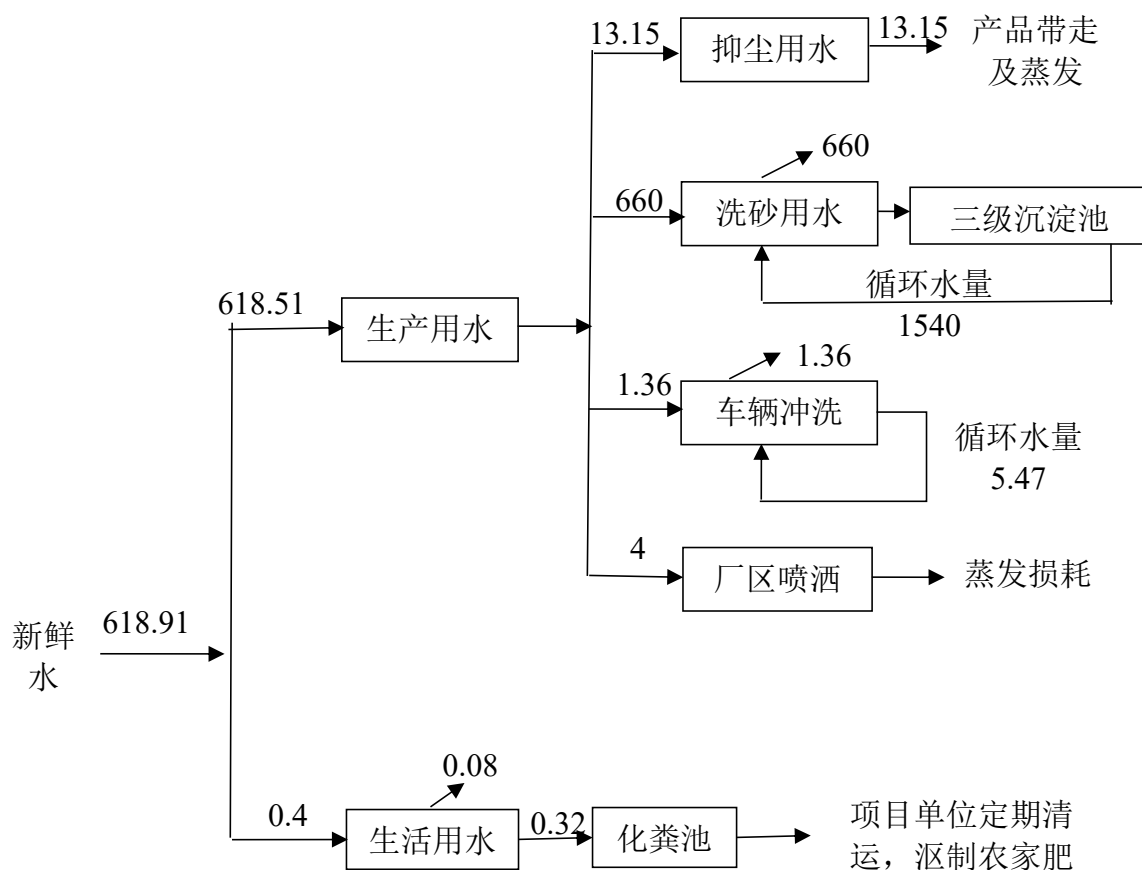 13.15
抑尘用水
13.15
产品带走
及蒸发
660
660
洗砂用水
三级沉淀池
循环水量
1540
618.51
生产用水
1.36
1.36
车辆冲洗
循环水量
5.47
4
厂区喷洒
蒸发损耗
新鲜
水
618.91
0.08
0.4
生活用水
0.32
化粪池
项目单位定期清
运，沤制农家肥